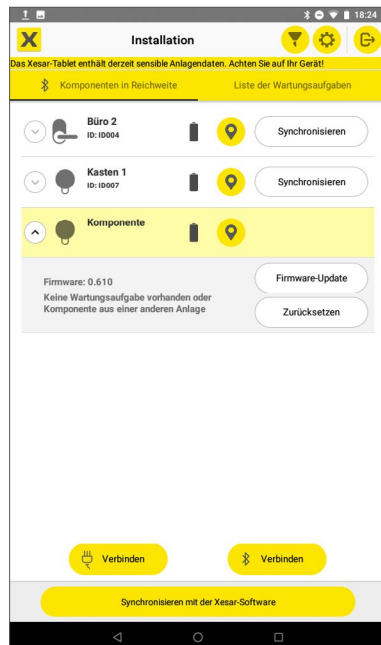 18:24
X
Installation
Das Xesar-Tablet enthält derzeit sensible Anlagendaten. Achten Sie auf Ihr Gerät!
Komponenten in Reichweite
Liste der Wartungsaufgaben
Büro 2
ID: ID004
Synchronisieren
Kasten 1
ID: ID007
Synchronisieren
Komponente
Firmware: 0.610
Keine Wartungsaufgabe vorhanden oder
Komponente aus einer anderen Anlage
Firmware-Update
Zurücksetzen
Verbinden
Verbinden
Synchronisieren mit der Xesar-Software